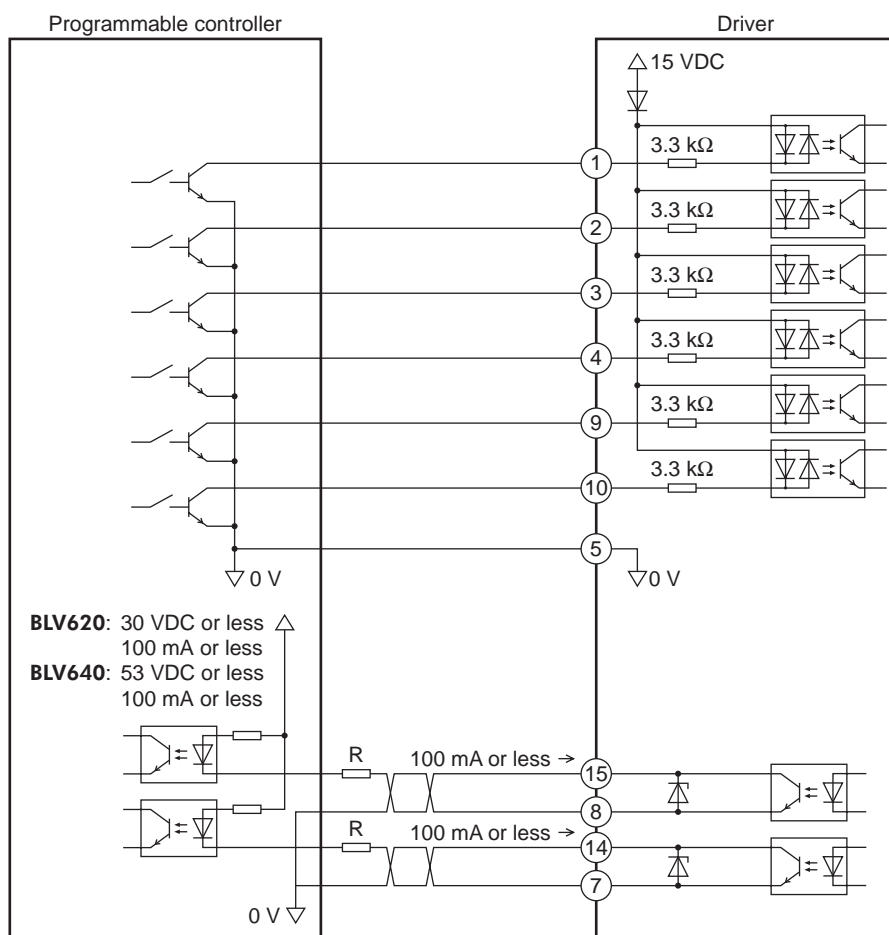 Programmable controller
Driver
15 VDC
3.3 kΩ
1
3.3 kΩ
2
3.3 kΩ
3
3.3 kΩ
4
3.3 kΩ
9
3.3 kΩ
10
5
0 V
0 V
BLV620: 30 VDC or less
100 mA or less
BLV640: 53 VDC or less
100 mA or less
R
100 mA or less →
15
8
R
100 mA or less →
14
7
0 V